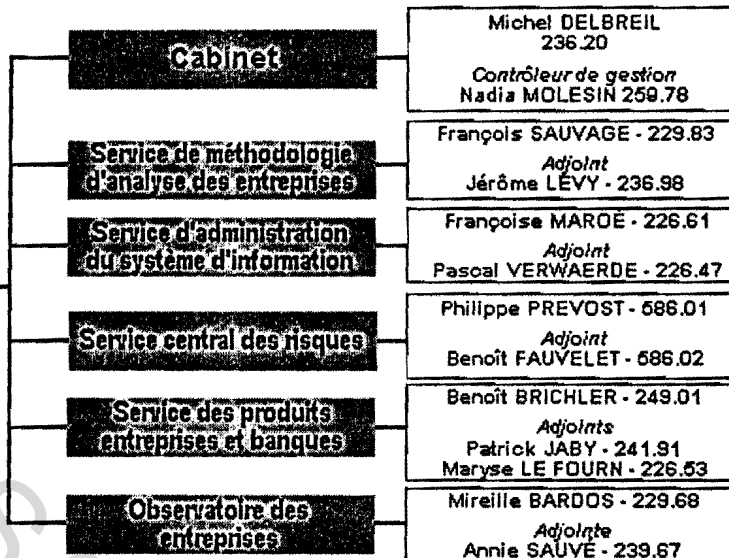 Cabinet
Michel DELBREIL
236.20
Contrôleur de gestion
Nadia MOLESIN 259.78
Service de méthodologie
d'analyse des entreprises
François SAUVAGE - 229.83
Adjoint
Jérôme LÉVY - 236.98
Service d'administration
du système d'information
Françoise MAROÉ - 226.61
Adjoint
Pascal VERWAERDE - 226.47
Service central des risques
Philippe PREVOST - 586.01
Adjoint
Benoît FAUVELET - 586.02
Service des produits
entreprises et banques
Benoît BRICHLER - 249.01
Adjoints
Patrick JABY - 241.91
Maryse LE FOURN - 226.53
Observatoire des
entreprises
Mireille BARDOS - 229.68
Adjointe
Annie SAUVÉ - 239.67